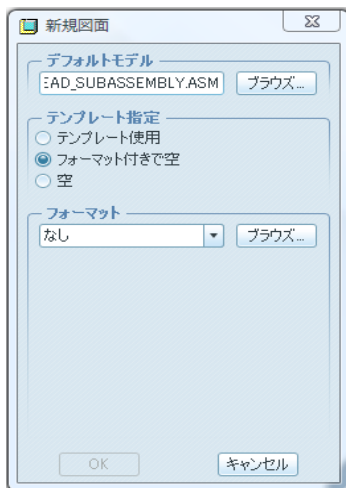 新規図面
デフォルトモデル
EAD_SUBASSEMBLY.ASM ブラウズ...
テンプレート指定
テンプレート使用
フォーマット付きで空
空
フォーマット
なし ブラウズ...
OK キャンセル